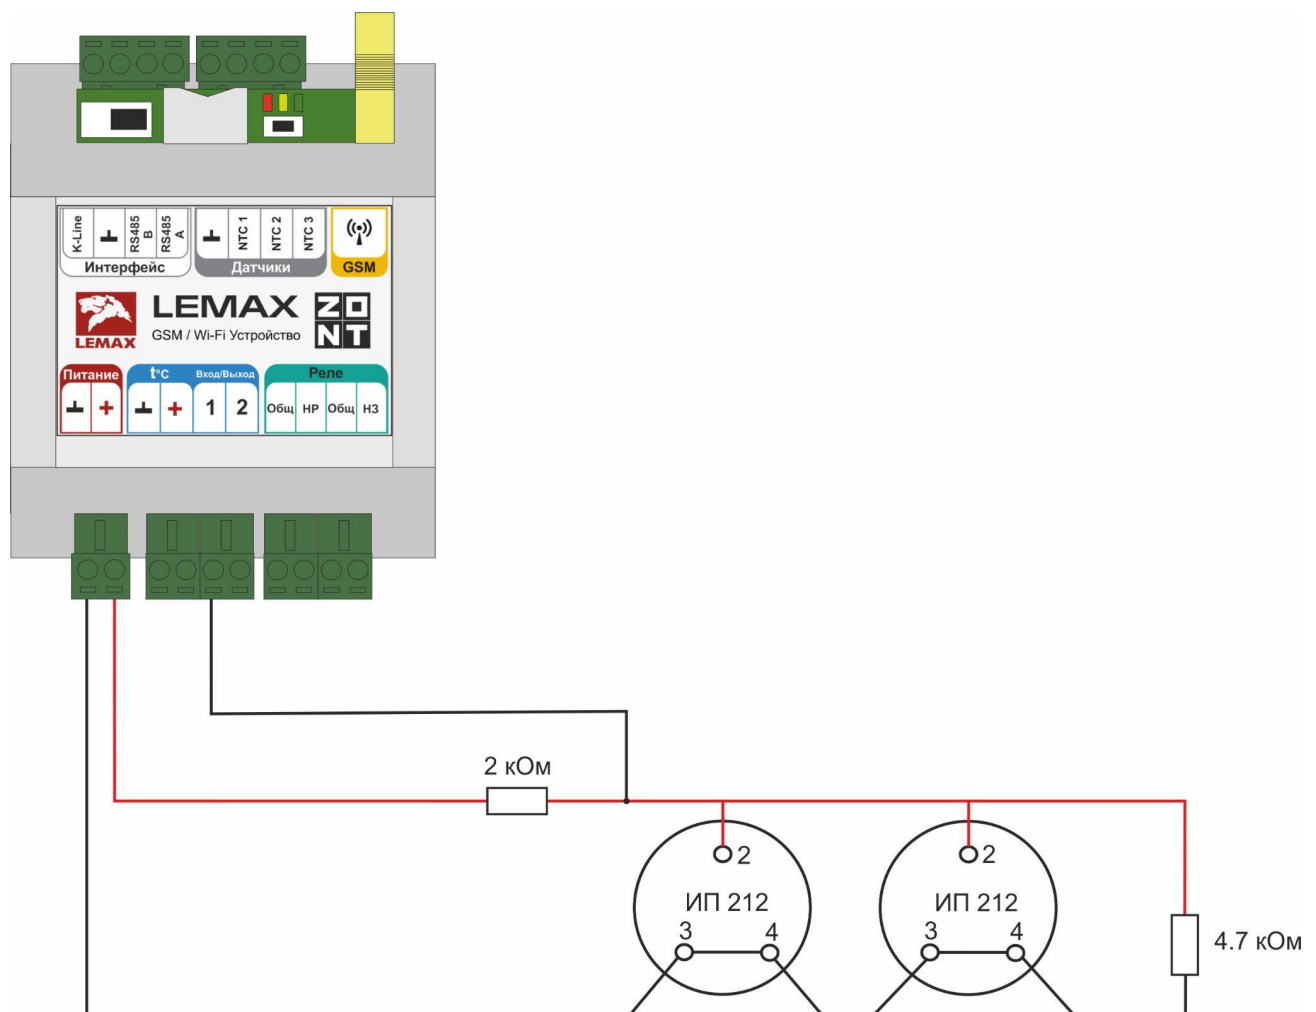 K-Line
⊥
RS485 B
RS485 A
⊥
NTC 1
NTC 2
NTC 3
Интерфейс
Датчики
GSM
LEMAX
LEMAX
GSM / Wi-Fi Устройство
ZONT
Питание
t°C
Вход/Выход
Реле
⊥ +
⊥ + 1 2
Общ НР Общ НЗ
2 кОм
2
2
ИП 212
ИП 212
3 4
3 4
4.7 кОм